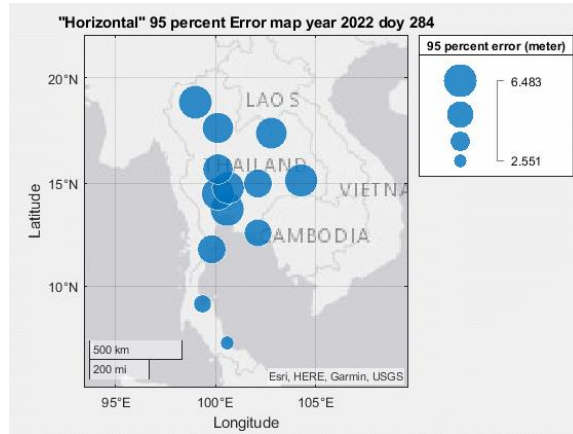 "Horizontal" 95 percent Error map year 2022 doy 284
95 percent error (meter)
6.483
2.551
20°N
15°N
10°N
Latitude
LAO S
THAILAND
VIETNA
CAMBODIA
500 km
200 mi
Esri, HERE, Garmin, USGS
95°E
100°E
105°E
Longitude